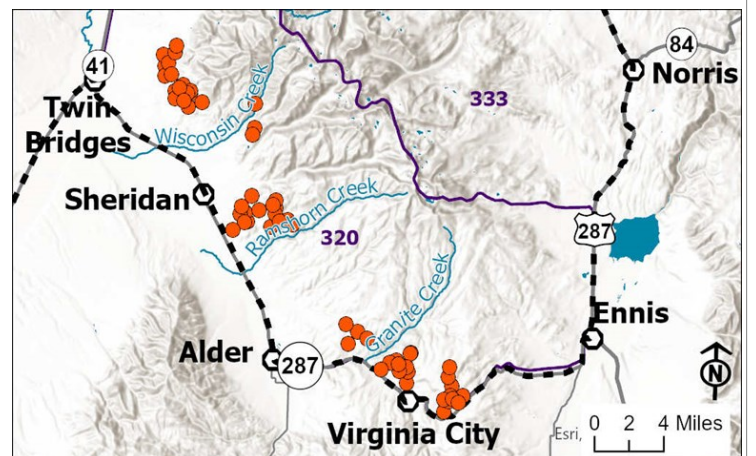 84
41
Norris
Twin
Bridges
333
Wisconsin Creek
Sheridan
Ramshorn Creek
320
287
Granite Creek
Ennis
Alder
287
N
Virginia City
Esri,
0 2 4 Miles